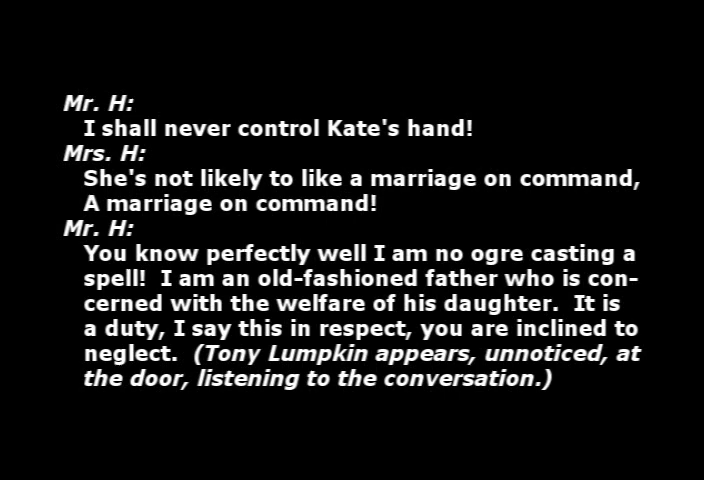 Mr. H:
I shall never control Kate's hand!
Mrs. H:
She's not likely to like a marriage on command,
A marriage on command!
Mr. H:
You know perfectly well I am no ogre casting a
spell!  I am an old-fashioned father who is con-
cerned with the welfare of his daughter.  It is
a duty, I say this in respect, you are inclined to
neglect.  (Tony Lumpkin appears, unnoticed, at
the door, listening to the conversation.)